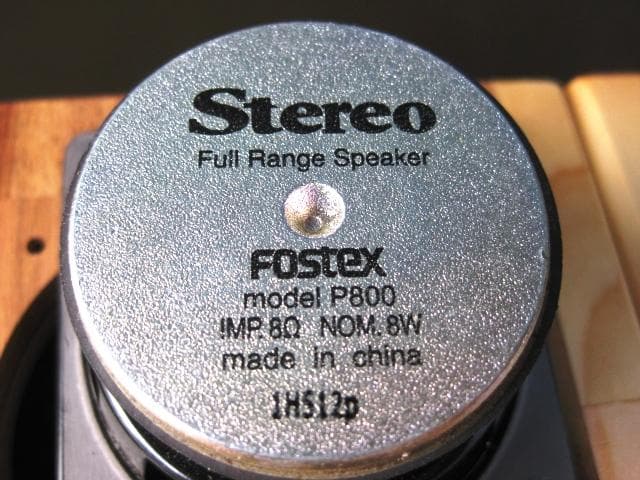 Stereo
Full Range Speaker
FOSTEX
model P800
IMP. 8Ω NOM. 8W
made in china
1H512p